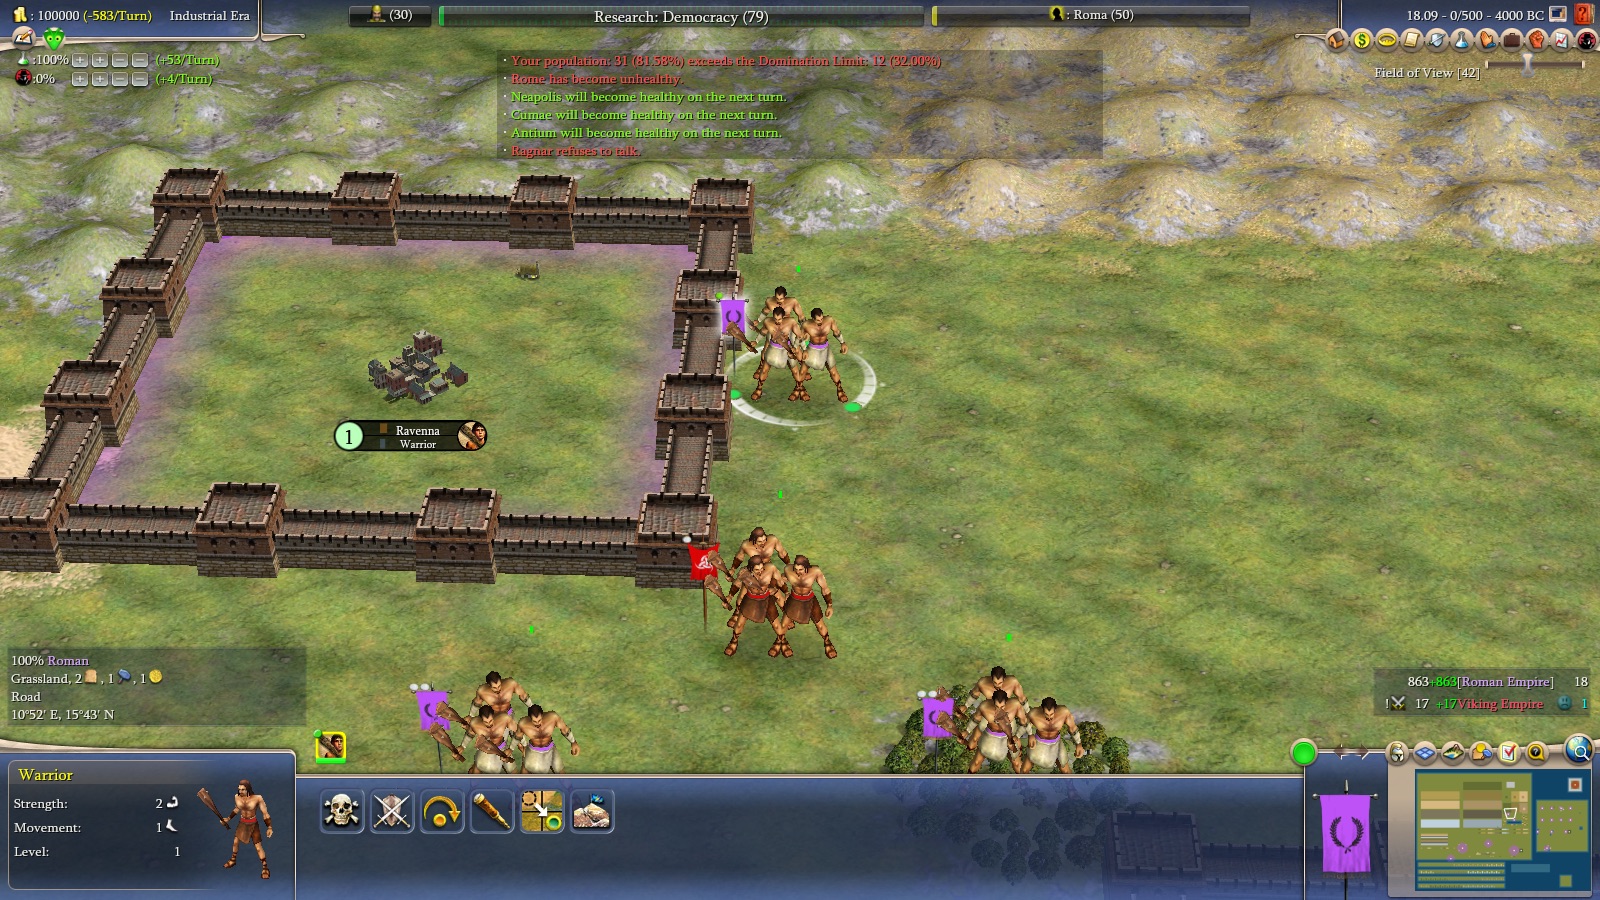 : 100000 (-583/Turn) Industrial Era
(30)
Research: Democracy (79)
: Roma (50)
18.09 - 0/500 - 4000 BC
:100% (+53/Turn)
:0% (+4/Turn)
Field of View [42]
· Your population: 31 (81.58%) exceeds the Domination Limit: 12 (32.00%)
· Rome has become unhealthy.
· Neapolis will become healthy on the next turn.
· Cumae will become healthy on the next turn.
· Antium will become healthy on the next turn.
· Ragnar refuses to talk.
1 Ravenna
Warrior
100% Roman
Grassland, 2 , 1 , 1
Road
10°52' E, 15°43' N
863+863[Roman Empire] 18
! 17 +17Viking Empire 1
Warrior
Strength: 2
Movement: 1
Level: 1